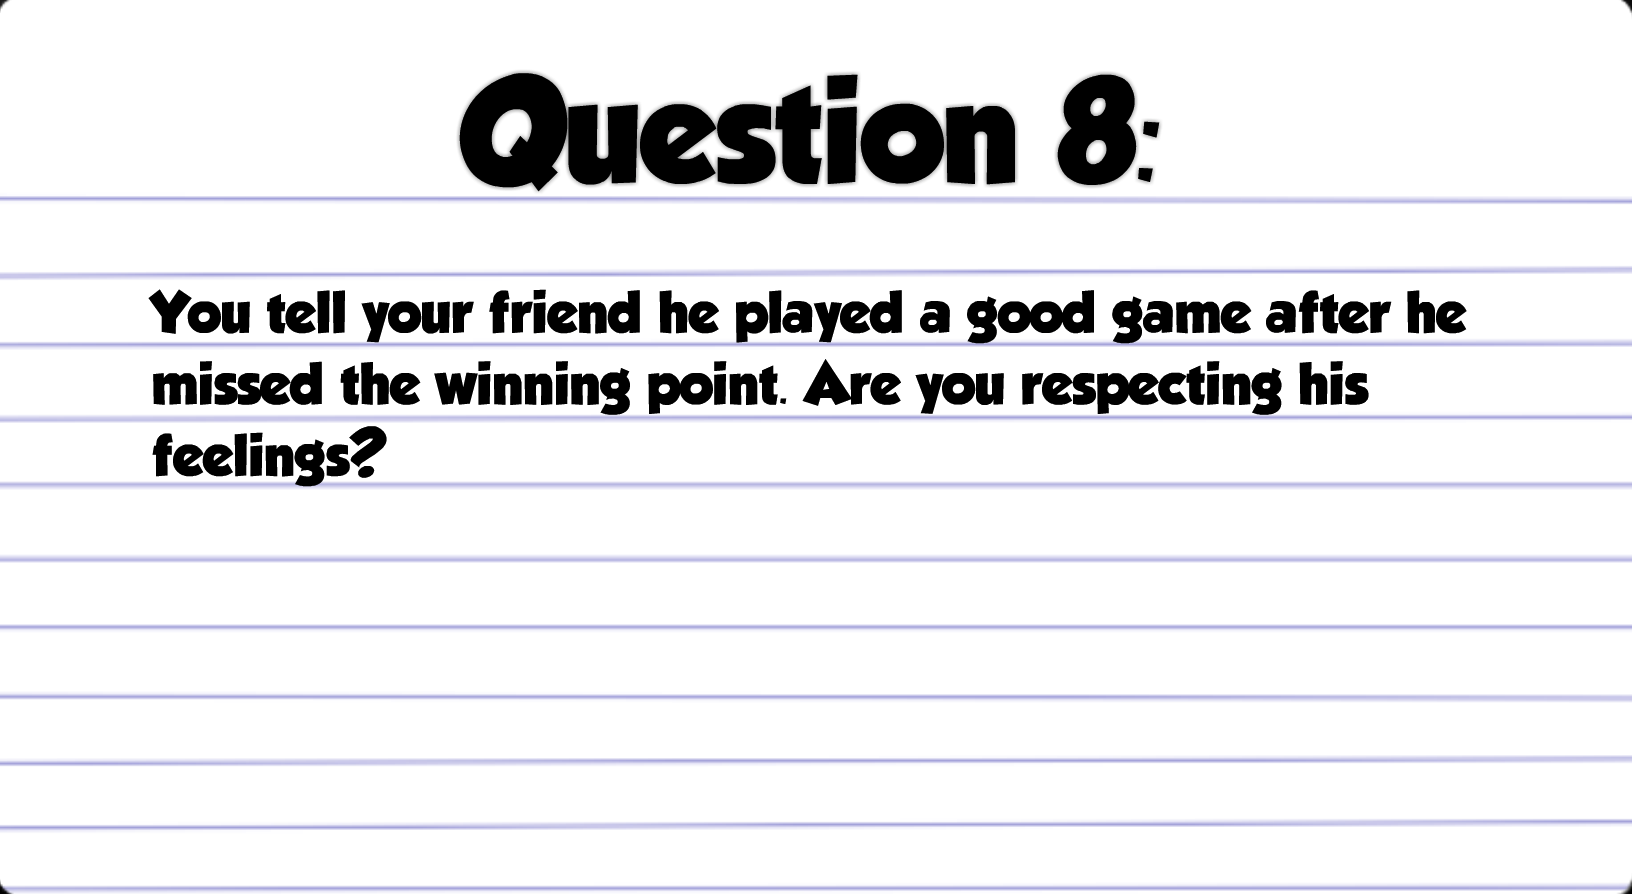 Question 8:
You tell your friend he played a good game after he
missed the winning point. Are you respecting his
feelings?